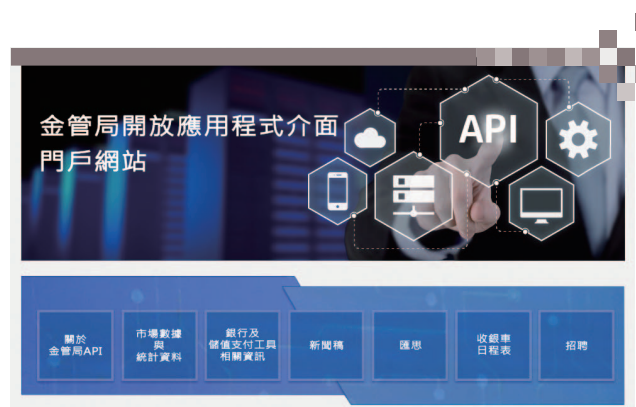 金管局開放應用程式介面
門戶網站
API
關於
金管局API
市場數據
與
統計資料
銀行及
儲值支付工具
相關資訊
新聞稿
匯思
收銀車
日程表
招聘